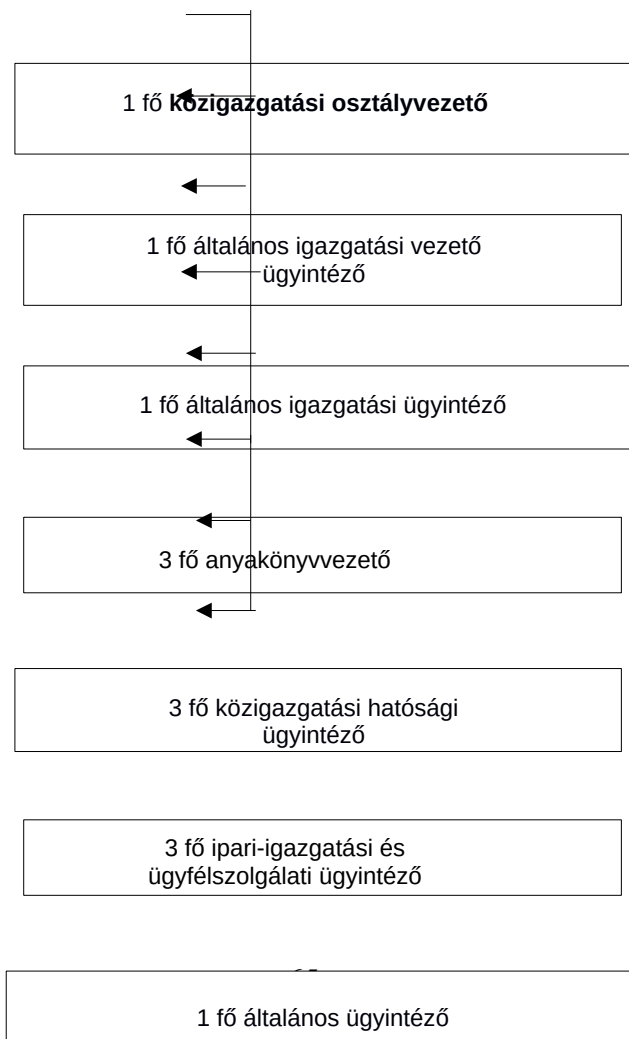 1 fő közigazgatási osztályvezető
1 fő általános igazgatási vezető
ügyintéző
1 fő általános igazgatási ügyintéző
3 fő anyakönyvvezető
3 fő közigazgatási hatósági
ügyintéző
3 fő ipari-igazgatási és
ügyfélszolgálati ügyintéző
1 fő általános ügyintéző